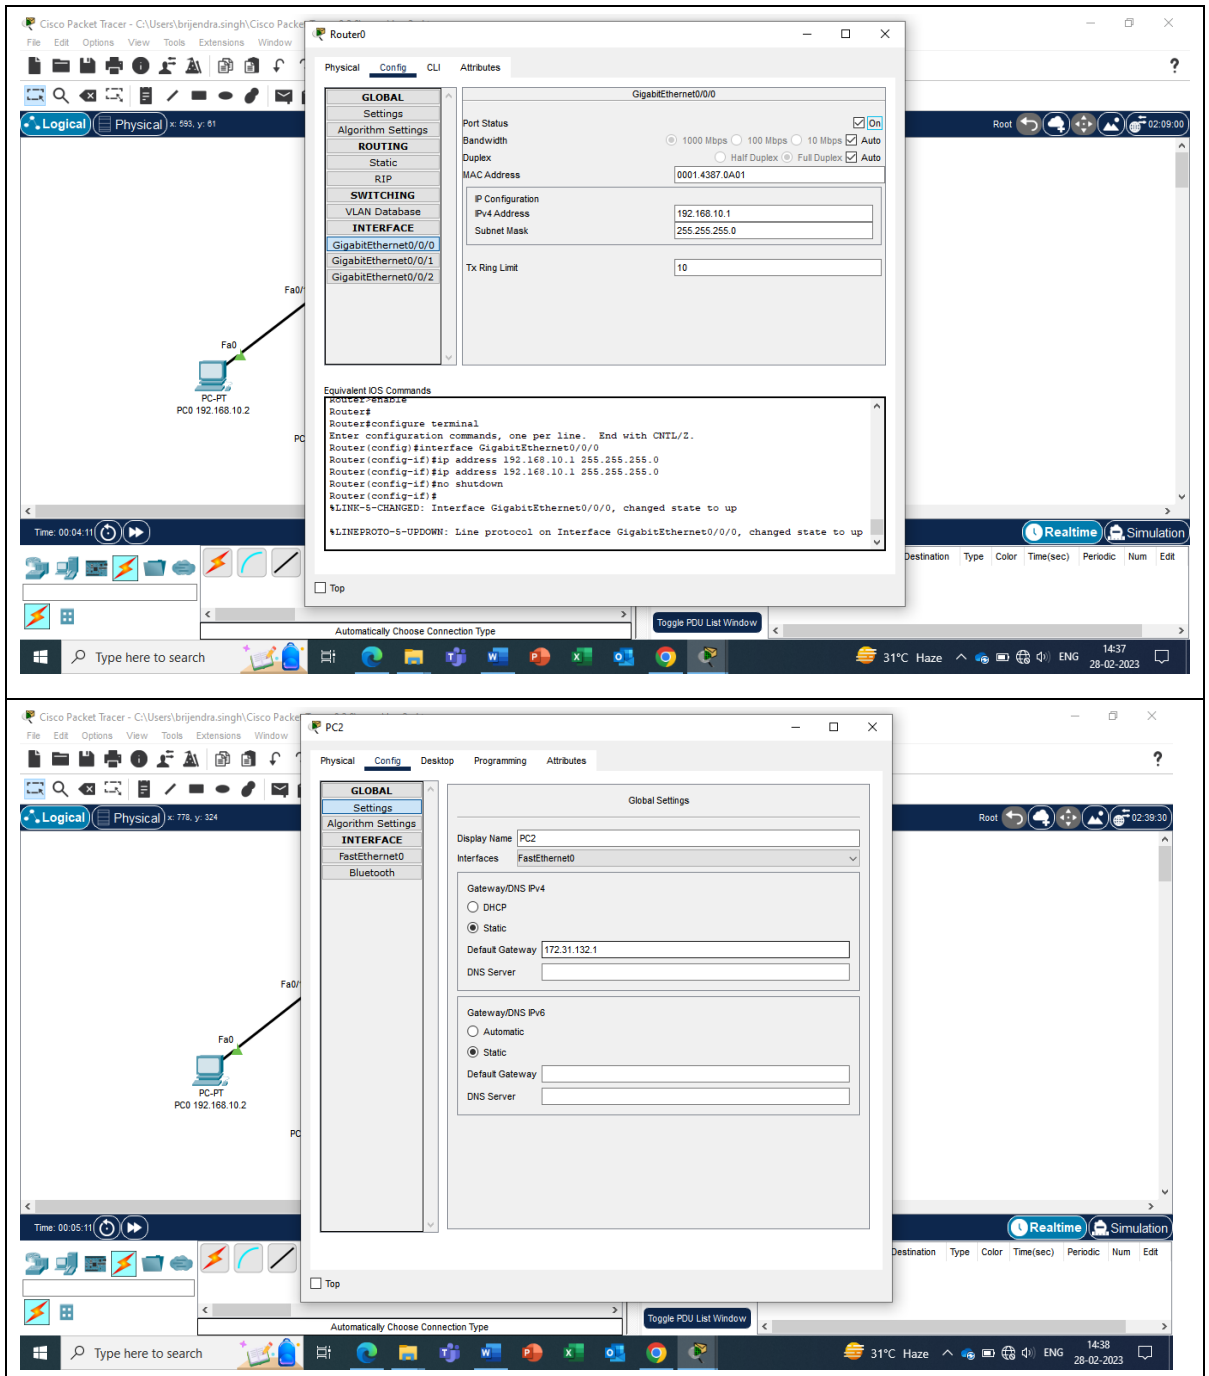 Cisco Packet Tracer - C:\Users\brijendra.singh\Cisco Packe
File Edit Options View Tools Extensions Window
Logical Physical x: 593, y: 61
Root 02:09:00
Router0
Physical Config CLI Attributes
GLOBAL
Settings
Algorithm Settings
ROUTING
Static
RIP
SWITCHING
VLAN Database
INTERFACE
GigabitEthernet0/0/0
GigabitEthernet0/0/1
GigabitEthernet0/0/2
GigabitEthernet0/0/0
Port Status On
Bandwidth 1000 Mbps 100 Mbps 10 Mbps Auto
Duplex Half Duplex Full Duplex Auto
MAC Address 0001.4387.0A01
IP Configuration
IPv4 Address 192.168.10.1
Subnet Mask 255.255.255.0
Tx Ring Limit 10
Equivalent IOS Commands
Router>enable
Router#
Router#configure terminal
Enter configuration commands, one per line. End with CNTL/Z.
Router(config)#interface GigabitEthernet0/0/0
Router(config-if)#ip address 192.168.10.1 255.255.255.0
Router(config-if)#ip address 192.168.10.1 255.255.255.0
Router(config-if)#no shutdown
Router(config-if)#
%LINK-5-CHANGED: Interface GigabitEthernet0/0/0, changed state to up
%LINEPROTO-5-UPDOWN: Line protocol on Interface GigabitEthernet0/0/0, changed state to up
Top
Fa0/
Fa0
PC-PT
PC0 192.168.10.2
PC
Time: 00:04:11
Realtime Simulation
Destination Type Color Time(sec) Periodic Num Edit
Toggle PDU List Window
Automatically Choose Connection Type
Type here to search
31°C Haze ENG 14:37
28-02-2023
Cisco Packet Tracer - C:\Users\brijendra.singh\Cisco Packe
File Edit Options View Tools Extensions Window
Logical Physical x: 778, y: 324
Root 02:39:30
PC2
Physical Config Desktop Programming Attributes
GLOBAL
Settings
Algorithm Settings
INTERFACE
FastEthernet0
Bluetooth
Global Settings
Display Name PC2
Interfaces FastEthernet0
Gateway/DNS IPv4
DHCP
Static
Default Gateway 172.31.132.1
DNS Server
Gateway/DNS IPv6
Automatic
Static
Default Gateway
DNS Server
Top
Fa0/
Fa0
PC-PT
PC0 192.168.10.2
PC
Time: 00:05:11
Realtime Simulation
Destination Type Color Time(sec) Periodic Num Edit
Toggle PDU List Window
Automatically Choose Connection Type
Type here to search
31°C Haze ENG 14:38
28-02-2023